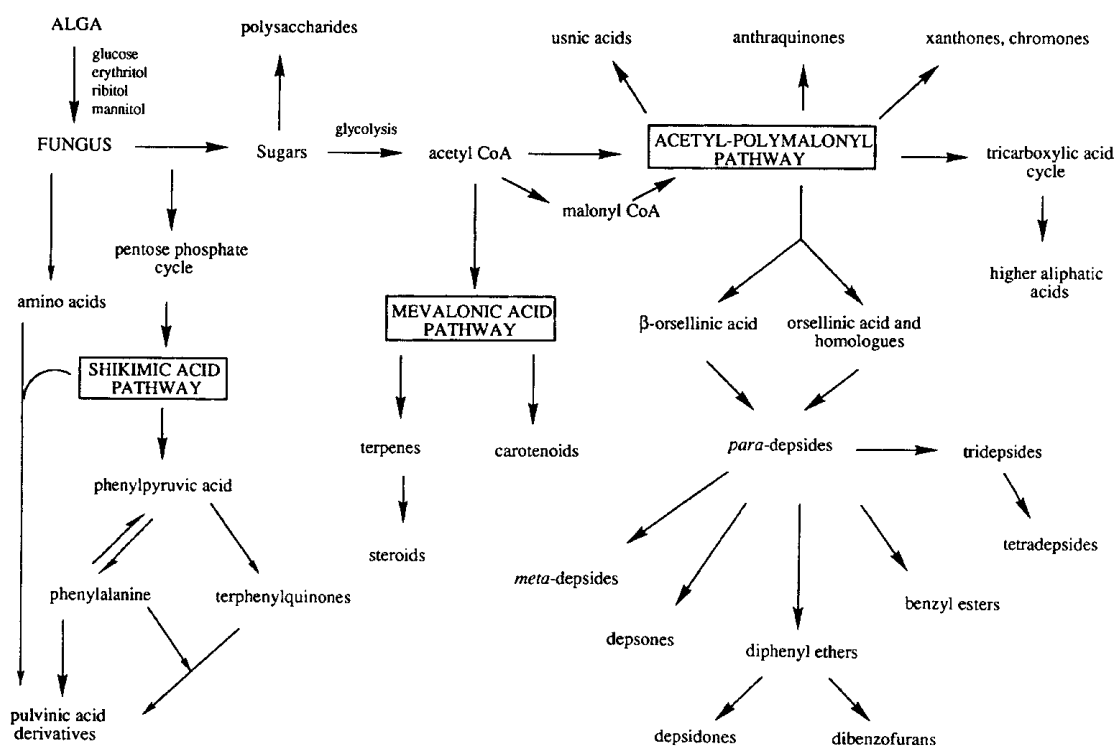 ALGA
glucose
erythritol
ribitol
mannitol
FUNGUS
polysaccharides
Sugars
glycolysis
acetyl CoA
malonyl CoA
usnic acids
anthraquinones
xanthones, chromones
ACETYL-POLYMALONYL
PATHWAY
tricarboxylic acid
cycle
higher aliphatic
acids
pentose phosphate
cycle
amino acids
SHIKIMIC ACID
PATHWAY
MEVALONIC ACID
PATHWAY
β-orsellinic acid
orsellinic acid and
homologues
terpenes
carotenoids
steroids
phenylpyruvic acid
phenylalanine
terphenylquinones
pulvinic acid
derivatives
para-depsides
tridepsides
tetradepsides
meta-depsides
depsones
diphenyl ethers
benzyl esters
depsidones
dibenzofurans